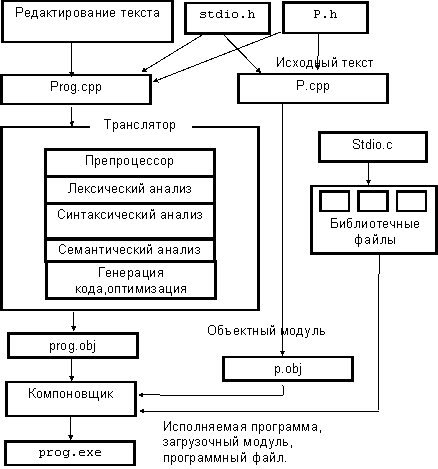 Редактирование текста
stdio.h
P.h
Исходный текст
Prog.cpp
P.cpp
Транслятор
Stdio.c
Препроцессор
Лексический анализ
Синтаксический анализ
Семантический анализ
Генерация
кода,оптимизация
Библиотечные
файлы
Объектный модуль
prog.obj
p.obj
Компоновщик
Исполняемая программа,
загрузочный модуль,
программный файл.
prog.exe